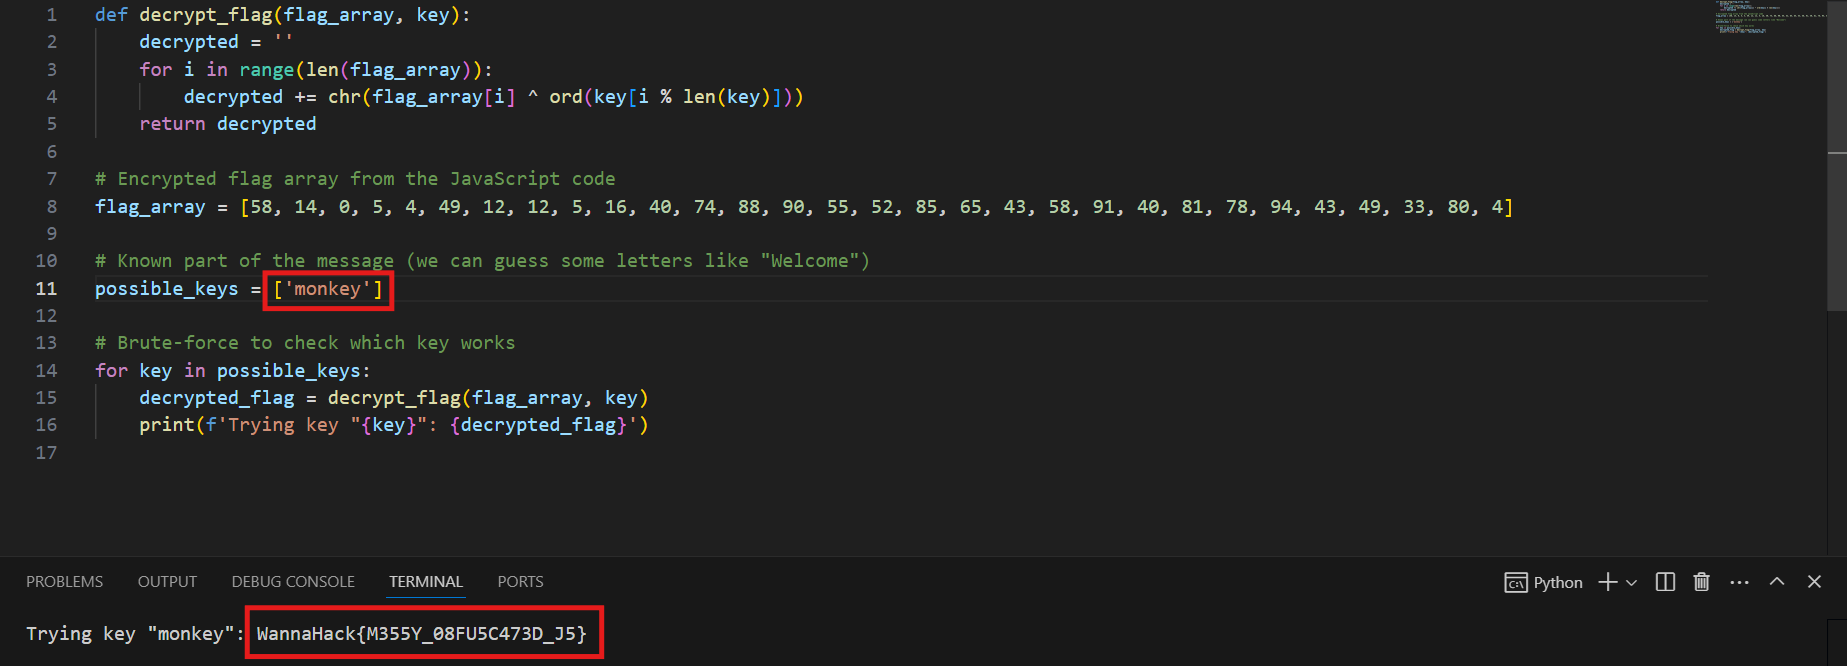 1 def decrypt_flag(flag_array, key):
2 decrypted = ''
3 for i in range(len(flag_array)):
4 decrypted += chr(flag_array[i] ^ ord(key[i % len(key)]))
5 return decrypted
6
7 # Encrypted flag array from the JavaScript code
8 flag_array = [58, 14, 0, 5, 4, 49, 12, 12, 5, 16, 40, 74, 88, 90, 55, 52, 85, 65, 43, 58, 91, 40, 81, 78, 94, 43, 49, 33, 80, 4]
9
10 # Known part of the message (we can guess some letters like "Welcome")
11 possible_keys = ['monkey']
12
13 # Brute-force to check which key works
14 for key in possible_keys:
15 decrypted_flag = decrypt_flag(flag_array, key)
16 print(f'Trying key "{key}": {decrypted_flag}')
17
PROBLEMS OUTPUT DEBUG CONSOLE TERMINAL PORTS Python
Trying key "monkey": WannaHack{M355Y_08FU5C473D_J5}